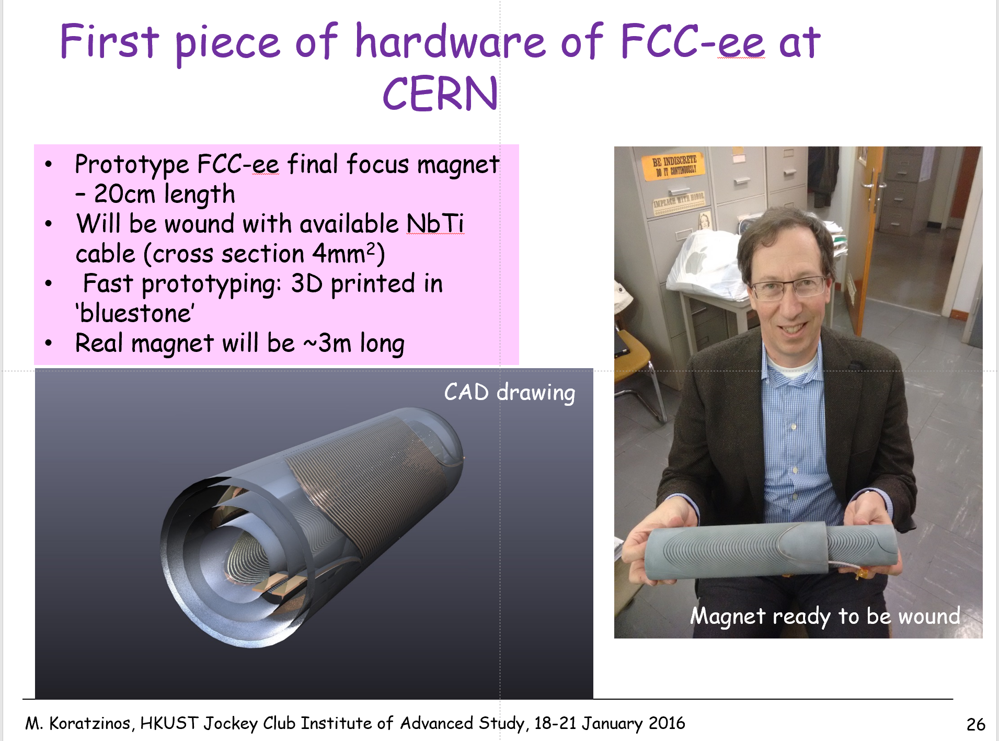 First piece of hardware of FCC-ee at
CERN
• Prototype FCC-ee final focus magnet
– 20cm length
• Will be wound with available NbTi
cable (cross section 4mm²)
• Fast prototyping: 3D printed in
‘bluestone’
• Real magnet will be ~3m long
CAD drawing
BE INDISCRETE
DO IT CONTINUOUSLY
IMPEACH WITH HONOR
Magnet ready to be wound
M. Koratzinos, HKUST Jockey Club Institute of Advanced Study, 18-21 January 2016
26